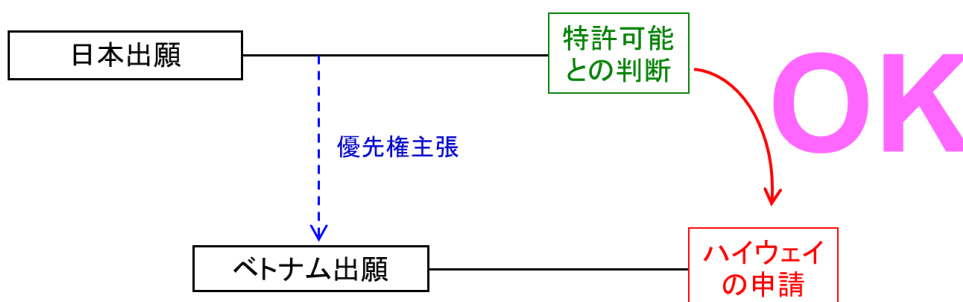 日本出願
特許可能
との判断
OK
優先権主張
ベトナム出願
ハイウェイ
の申請